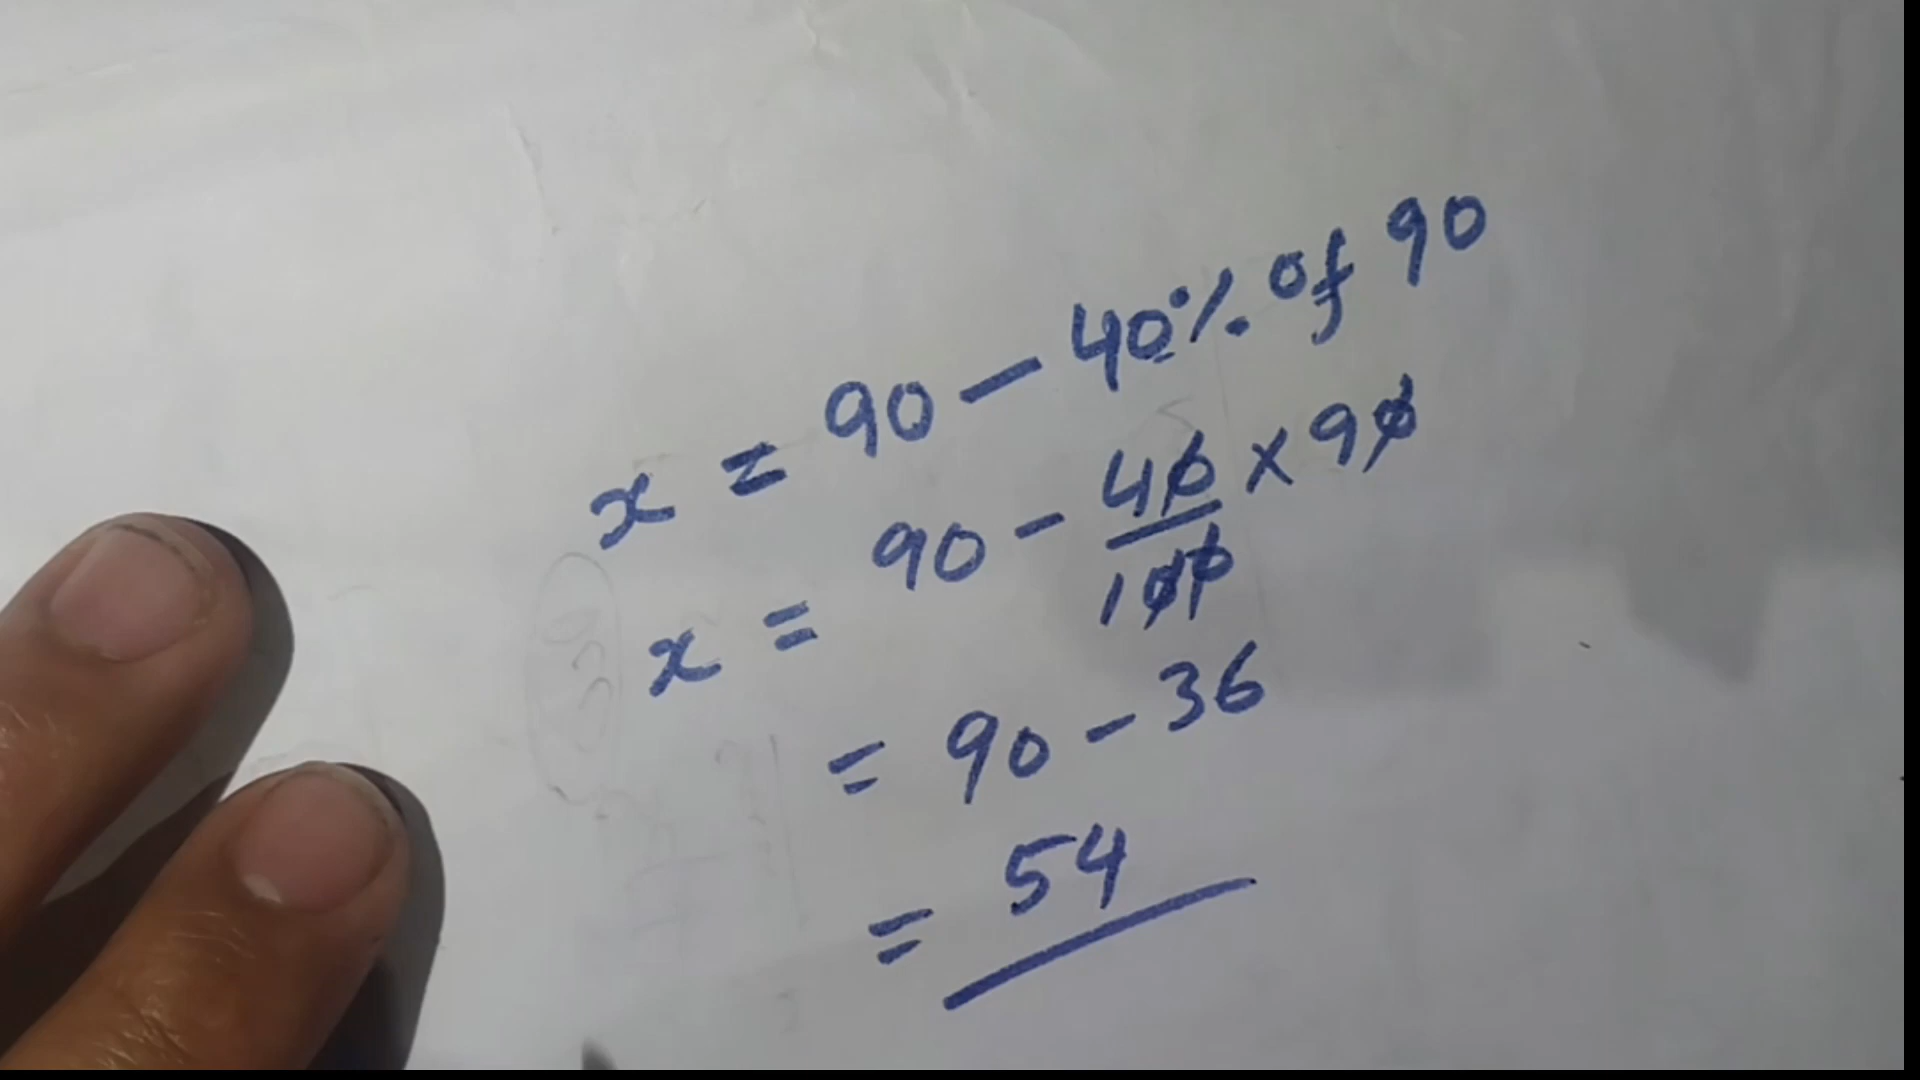 x = 90 - 40% of 90
x = 90 - 40/100 x 90
= 90 - 36
= 54